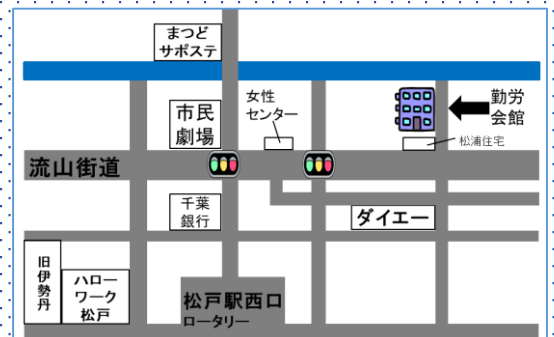 まつど
サポステ
市民
劇場
女性
センター
勤労
会館
松浦住宅
流山街道
千葉
銀行
ダイエー
旧
伊
勢
丹
ハロー
ワーク
松戸
松戸駅西口
ロータリー